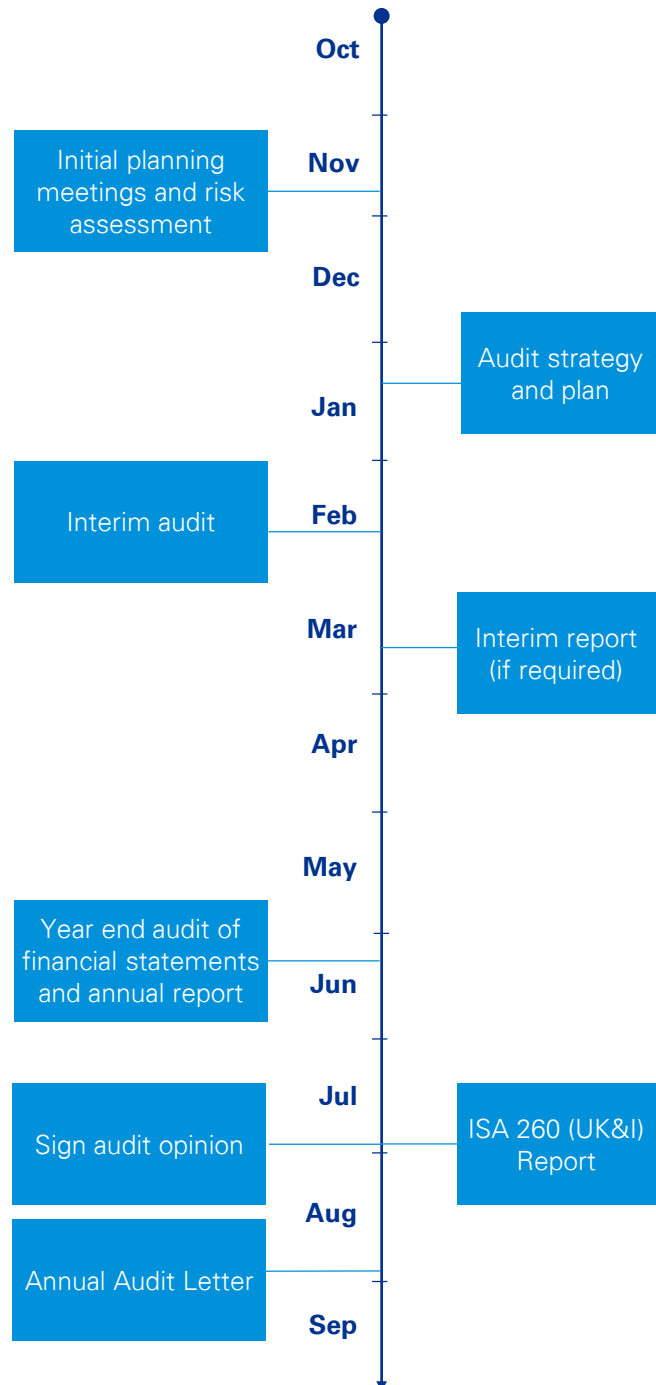 Oct
Initial planning
meetings and risk
assessment
Nov
Dec
Audit strategy
and plan
Jan
Interim audit
Feb
Mar
Interim report
(if required)
Apr
May
Year end audit of
financial statements
and annual report
Jun
Jul
Sign audit opinion
ISA 260 (UK&I)
Report
Aug
Annual Audit Letter
Sep